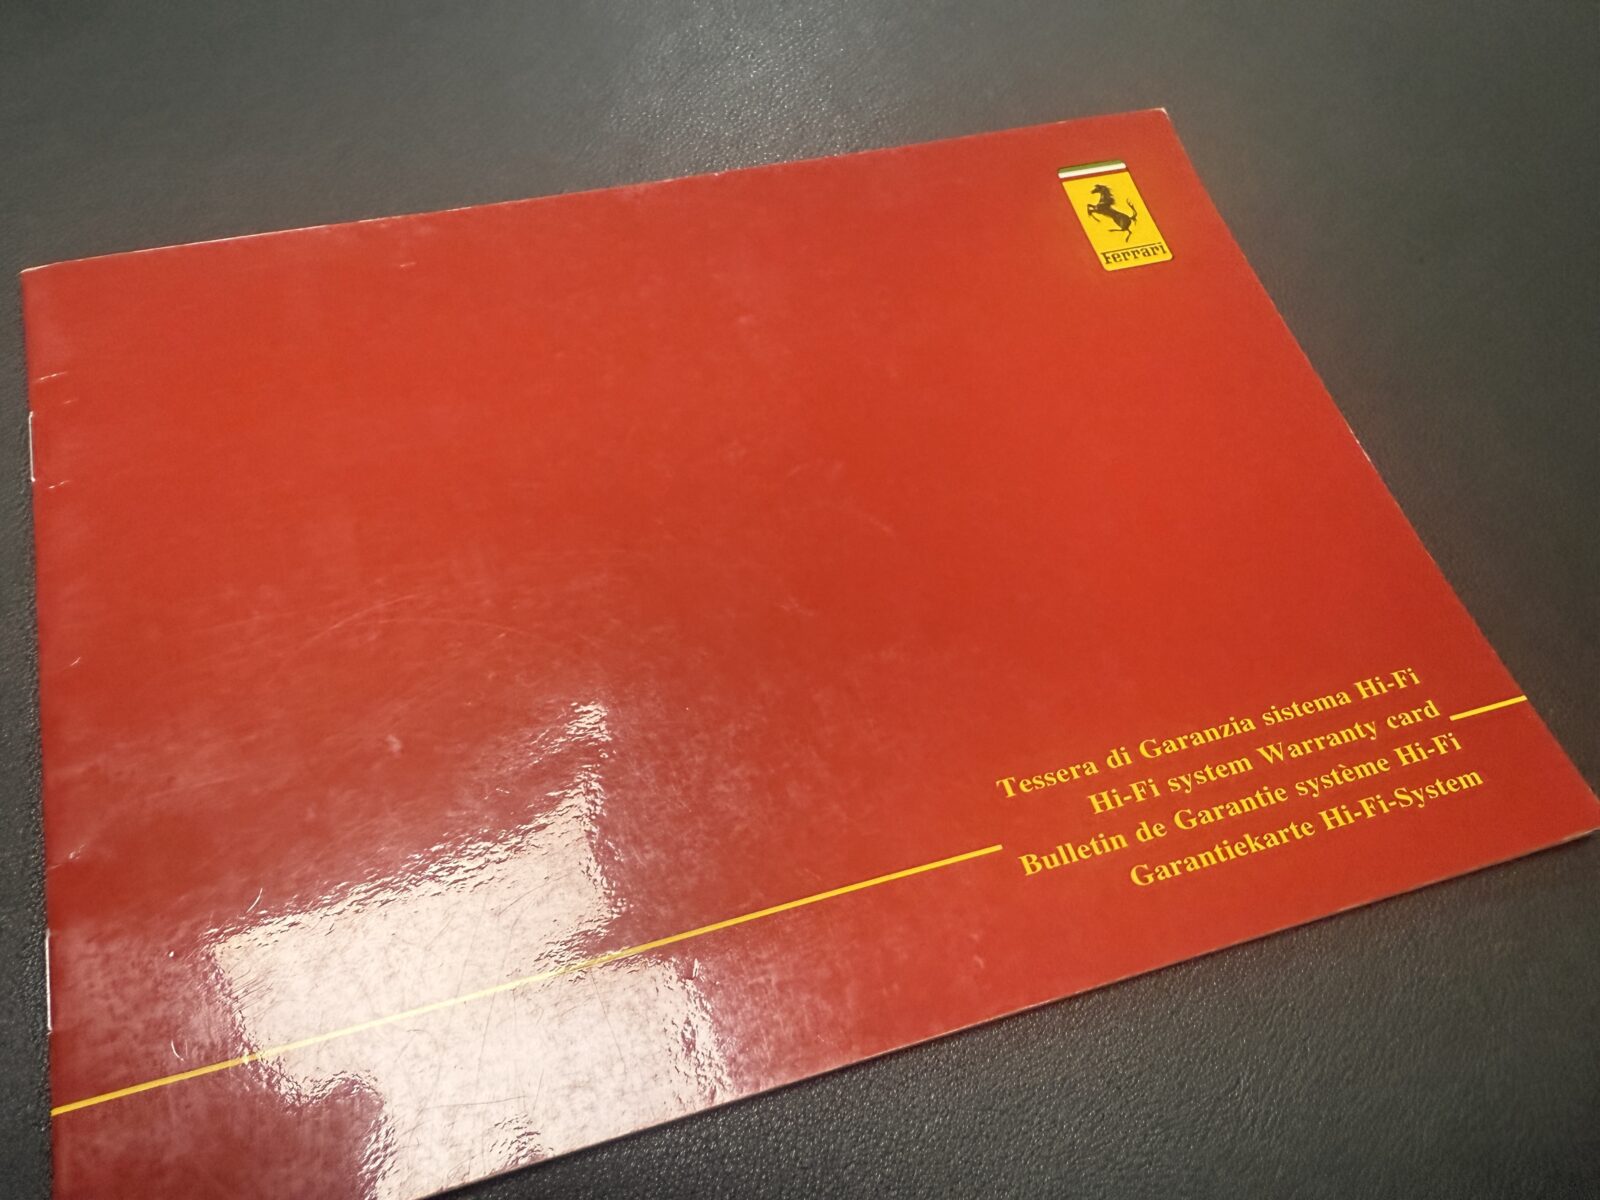 Ferrari
Tessera di Garanzia sistema Hi-Fi
Hi-Fi system Warranty card
Bulletin de Garantie système Hi-Fi
Garantiekarte Hi-Fi-System